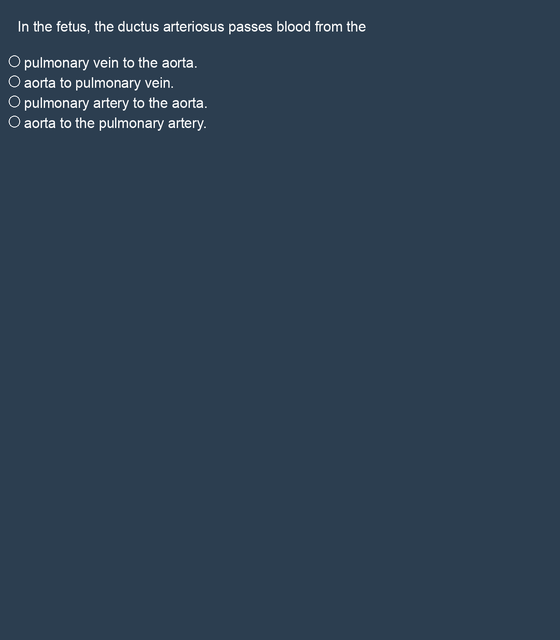 In the fetus, the ductus arteriosus passes blood from the
pulmonary vein to the aorta.
aorta to pulmonary vein.
pulmonary artery to the aorta.
aorta to the pulmonary artery.